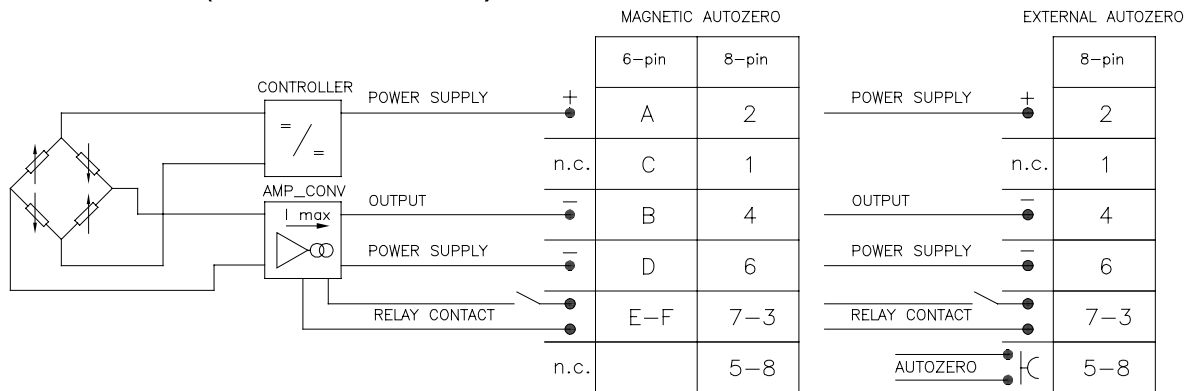 MAGNETIC AUTOZERO
EXTERNAL AUTOZERO
6-pin 8-pin
8-pin
CONTROLLER
= / =
POWER SUPPLY + A 2
POWER SUPPLY + 2
n.c. C 1
n.c. 1
AMP_CONV
I max
OUTPUT - B 4
OUTPUT - 4
POWER SUPPLY - D 6
POWER SUPPLY - 6
RELAY CONTACT E-F 7-3
RELAY CONTACT 7-3
n.c. 5-8
AUTOZERO 5-8